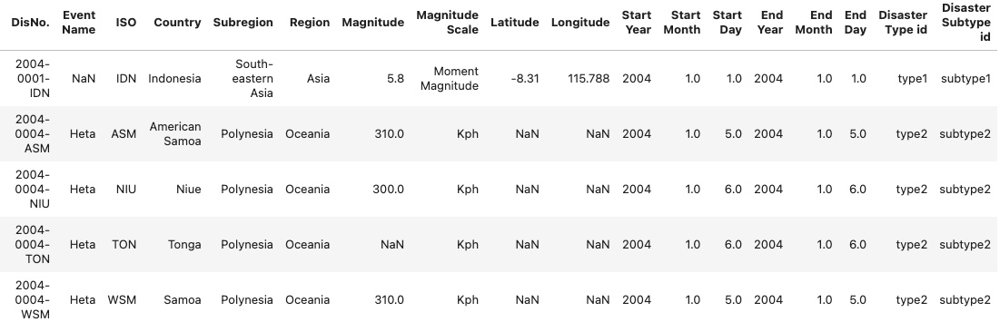 DisNo. Event Name ISO Country Subregion Region Magnitude Magnitude Scale Latitude Longitude Start Year Start Month Start Day End Year End Month End Day Disaster Type id Disaster Subtype id
2004-0001-IDN NaN IDN Indonesia South-eastern Asia Asia 5.8 Moment Magnitude -8.31 115.788 2004 1.0 1.0 2004 1.0 1.0 type1 subtype1
2004-0004-ASM Heta ASM American Samoa Polynesia Oceania 310.0 Kph NaN NaN 2004 1.0 5.0 2004 1.0 5.0 type2 subtype2
2004-0004-NIU Heta NIU Niue Polynesia Oceania 300.0 Kph NaN NaN 2004 1.0 6.0 2004 1.0 6.0 type2 subtype2
2004-0004-TON Heta TON Tonga Polynesia Oceania NaN Kph NaN NaN 2004 1.0 6.0 2004 1.0 6.0 type2 subtype2
2004-0004-WSM Heta WSM Samoa Polynesia Oceania 310.0 Kph NaN NaN 2004 1.0 5.0 2004 1.0 5.0 type2 subtype2